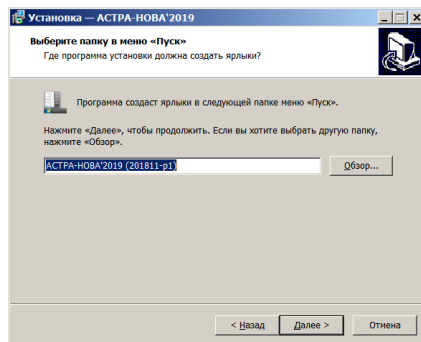 Установка — АСТРА-НОВА'2019
Выберите папку в меню «Пуск»
Где программа установки должна создать ярлыки?
Программа создаст ярлыки в следующей папке меню «Пуск».
Нажмите «Далее», чтобы продолжить. Если вы хотите выбрать другую папку,
нажмите «Обзор».
АСТРА-НОВА'2019 (201811-p1) Обзор...
< Назад Далее > Отмена